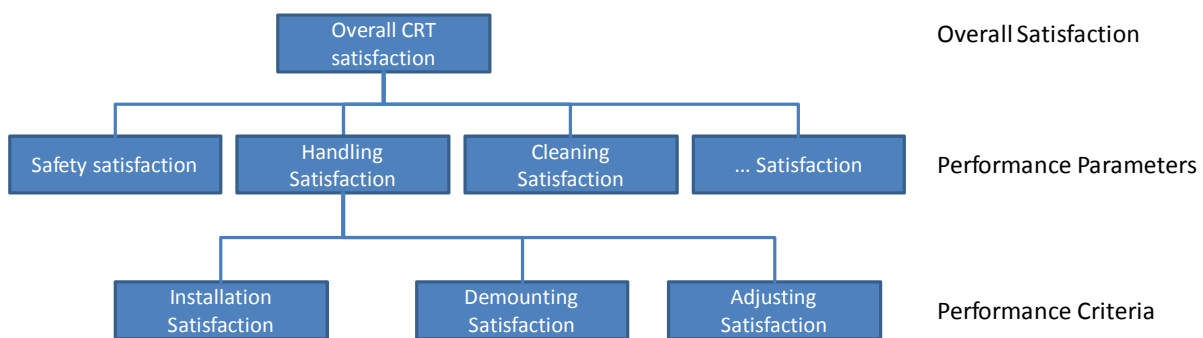 Overall CRT
satisfaction
Overall Satisfaction
Safety satisfaction
Handling
Satisfaction
Cleaning
Satisfaction
... Satisfaction
Performance Parameters
Installation
Satisfaction
Demounting
Satisfaction
Adjusting
Satisfaction
Performance Criteria